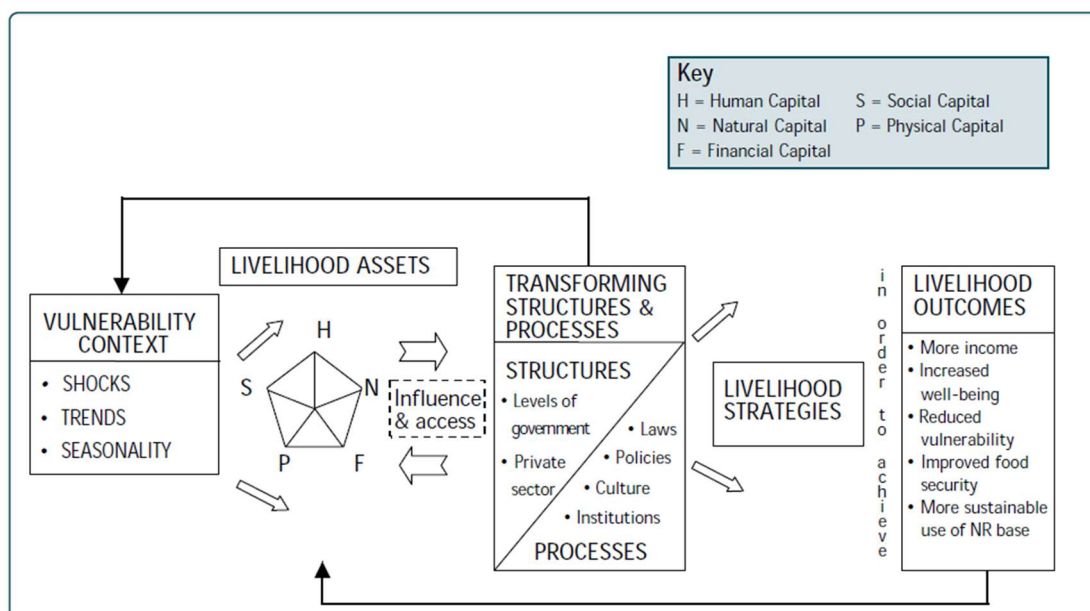 Key
H = Human Capital S = Social Capital
N = Natural Capital P = Physical Capital
F = Financial Capital
LIVELIHOOD ASSETS
VULNERABILITY
CONTEXT
• SHOCKS
• TRENDS
• SEASONALITY
H
S
N
P
F
Influence
& access
TRANSFORMING
STRUCTURES &
PROCESSES
STRUCTURES
• Levels of
government
• Private
sector
• Laws
• Policies
• Culture
• Institutions
PROCESSES
LIVELIHOOD
STRATEGIES
in order to achieve
LIVELIHOOD
OUTCOMES
• More income
• Increased
well-being
• Reduced
vulnerability
• Improved food
security
• More sustainable
use of NR base